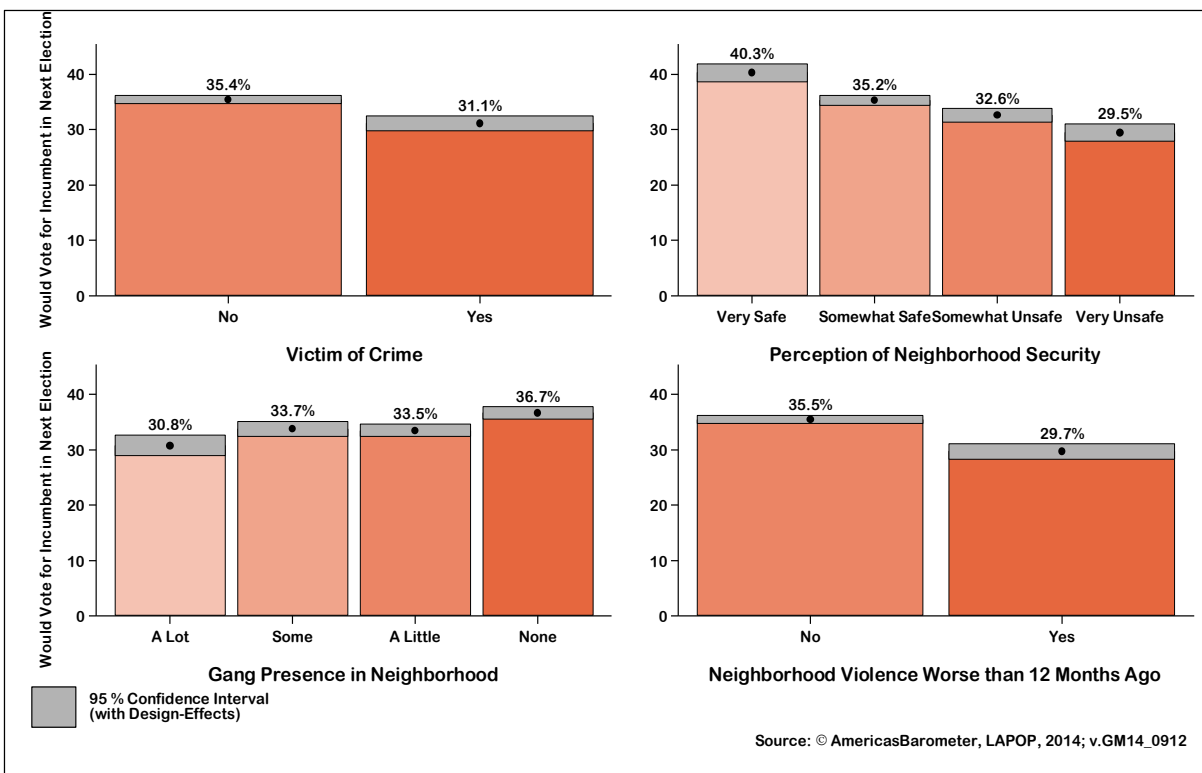 Would Vote for Incumbent in Next Election
40
30
20
10
0
35.4%
31.1%
No
Yes
Victim of Crime
40
30
20
10
0
40.3%
35.2%
32.6%
29.5%
Very Safe
Somewhat Safe
Somewhat Unsafe
Very Unsafe
Perception of Neighborhood Security
Would Vote for Incumbent in Next Election
40
30
20
10
0
30.8%
33.7%
33.5%
36.7%
A Lot
Some
A Little
None
Gang Presence in Neighborhood
40
30
20
10
0
35.5%
29.7%
No
Yes
Neighborhood Violence Worse than 12 Months Ago
95 % Confidence Interval
(with Design-Effects)
Source: © AmericasBarometer, LAPOP, 2014; v.GM14_0912